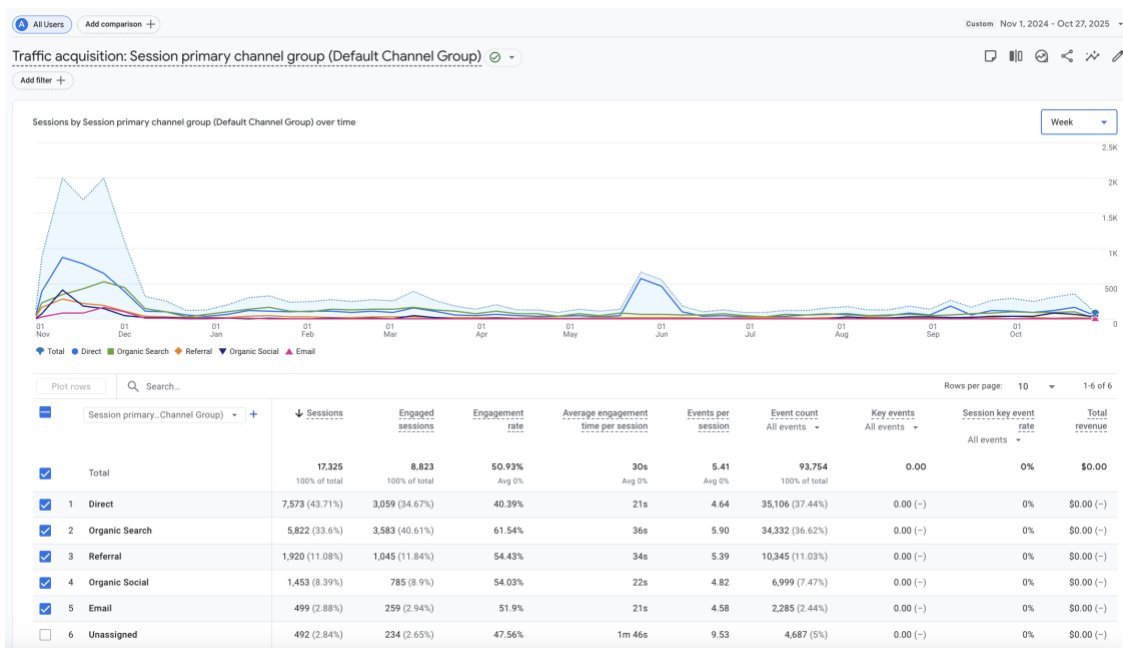 A All Users Add comparison + Custom Nov 1, 2024 - Oct 27, 2025
Traffic acquisition: Session primary channel group (Default Channel Group)
Add filter +
Sessions by Session primary channel group (Default Channel Group) over time
Week
2.5K
2K
1.5K
1K
500
0
01 01 01 01 01 01 01 01 01 01 01 01
Nov Dec Jan Feb Mar Apr May Jun Jul Aug Sep Oct
Total Direct Organic Search Referral Organic Social Email
Plot rows Search... Rows per page: 10 1-6 of 6
Session primary...Channel Group) + Sessions Engaged sessions Engagement rate Average engagement time per session Events per session Event count All events Key events All events Session key event rate All events Total revenue
Total 17,325 8,823 50.93% 30s 5.41 93,754 0.00 0% $0.00
100% of total 100% of total Avg 0% Avg 0% Avg 0% 100% of total
1 Direct 7,573 (43.71%) 3,059 (34.67%) 40.39% 21s 4.64 35,106 (37.44%) 0.00 (–) 0% $0.00 (–)
2 Organic Search 5,822 (33.6%) 3,583 (40.61%) 61.54% 36s 5.90 34,332 (36.62%) 0.00 (–) 0% $0.00 (–)
3 Referral 1,920 (11.08%) 1,045 (11.84%) 54.43% 34s 5.39 10,345 (11.03%) 0.00 (–) 0% $0.00 (–)
4 Organic Social 1,453 (8.39%) 785 (8.9%) 54.03% 22s 4.82 6,999 (7.47%) 0.00 (–) 0% $0.00 (–)
5 Email 499 (2.88%) 259 (2.94%) 51.9% 21s 4.58 2,285 (2.44%) 0.00 (–) 0% $0.00 (–)
6 Unassigned 492 (2.84%) 234 (2.65%) 47.56% 1m 46s 9.53 4,687 (5%) 0.00 (–) 0% $0.00 (–)